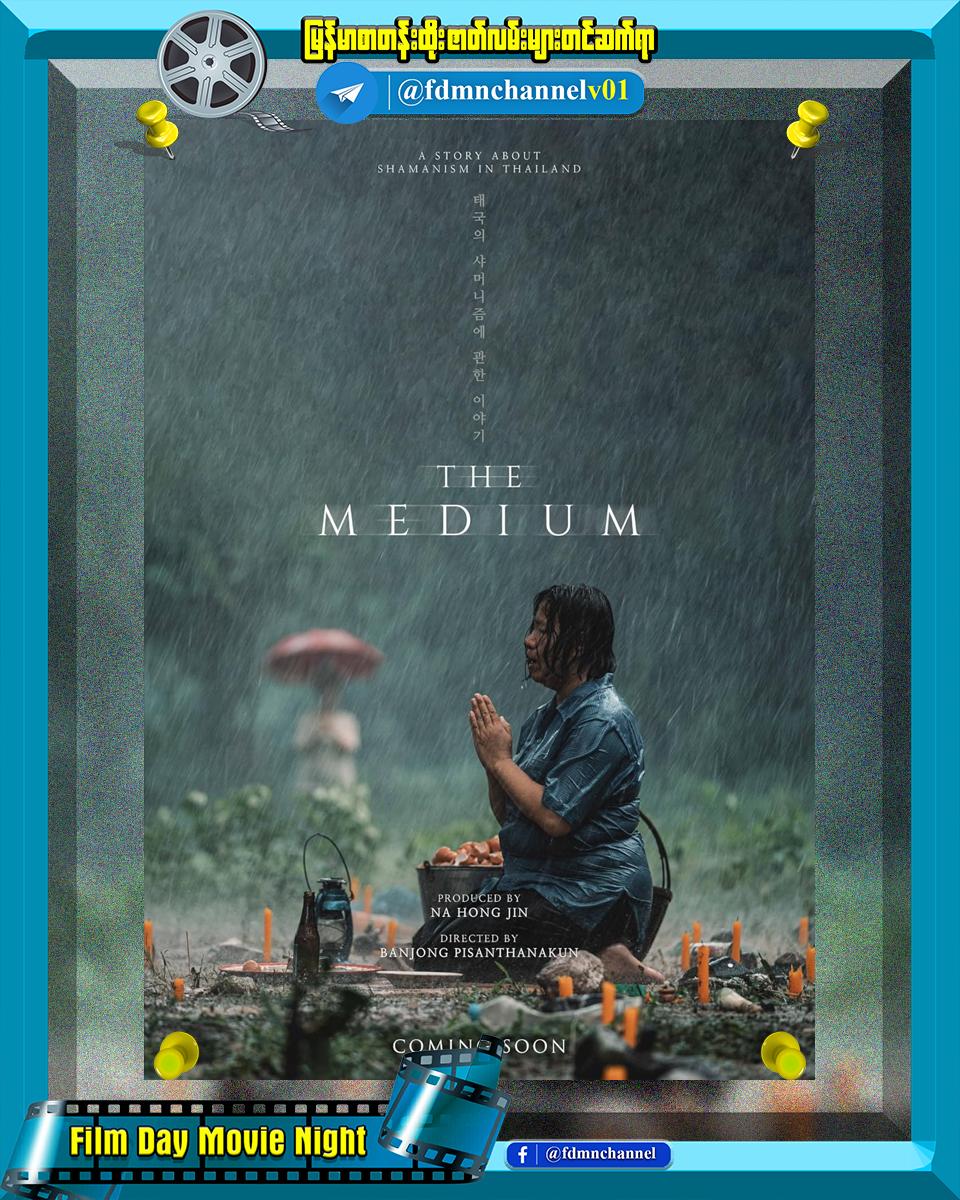 မြန်မာစာတန်းထိုးဇာတ်လမ်းများတင်ဆက်ရာ
@fdmnchannelv01
A STORY ABOUT
SHAMANISM IN THAILAND
태국의 샤머니즘에 관한 이야기
THE
MEDIUM
PRODUCED BY
NA HONG JIN
DIRECTED BY
BANJONG PISANTHANAKUN
COMING SOON
Film Day Movie Night
f @fdmnchannel